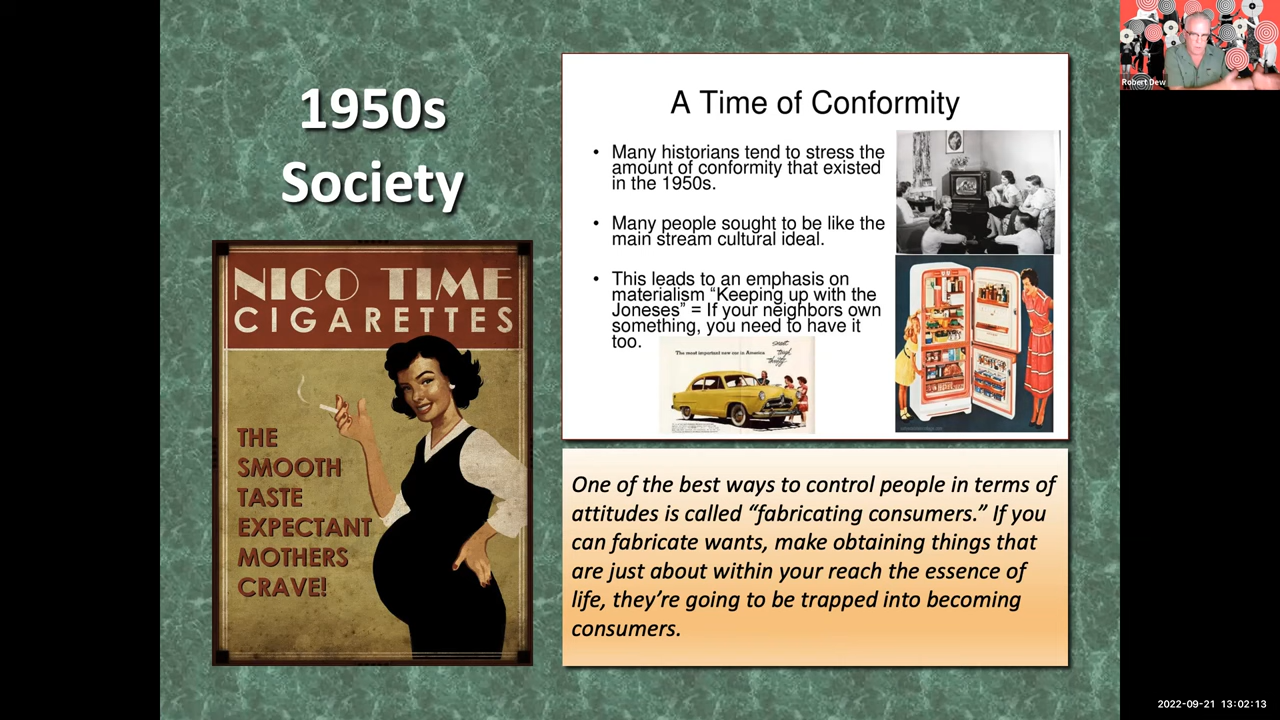 1950s
Society
NICO TIME
CIGARETTES
THE
SMOOTH
TASTE
EXPECTANT
MOTHERS
CRAVE!
A Time of Conformity
• Many historians tend to stress the
amount of conformity that existed
in the 1950s.
• Many people sought to be like the
main stream cultural ideal.
• This leads to an emphasis on
materialism “Keeping up with the
Joneses” = If your neighbors own
something, you need to have it
too.
The most important new car in America
smart
tough
thrifty
One of the best ways to control people in terms of
attitudes is called “fabricating consumers.” If you
can fabricate wants, make obtaining things that
are just about within your reach the essence of
life, they’re going to be trapped into becoming
consumers.
Robert Dew
2022-09-21 13:02:13